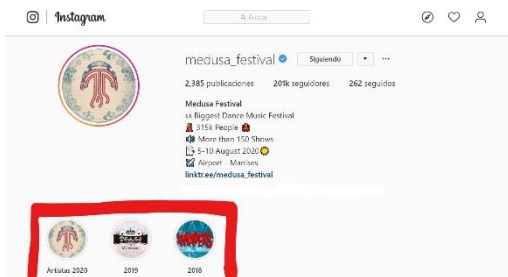 Instagram
Buscar
medusa_festival
Siguiendo
2,385 publicaciones 201k seguidores 262 seguidos
Medusa Festival
Biggest Dance Music Festival
315k People
More than 150 Shows
5-10 August 2020
Airport - Manises
linktr.ee/medusa_festival
Artistas 2020 2019 2018